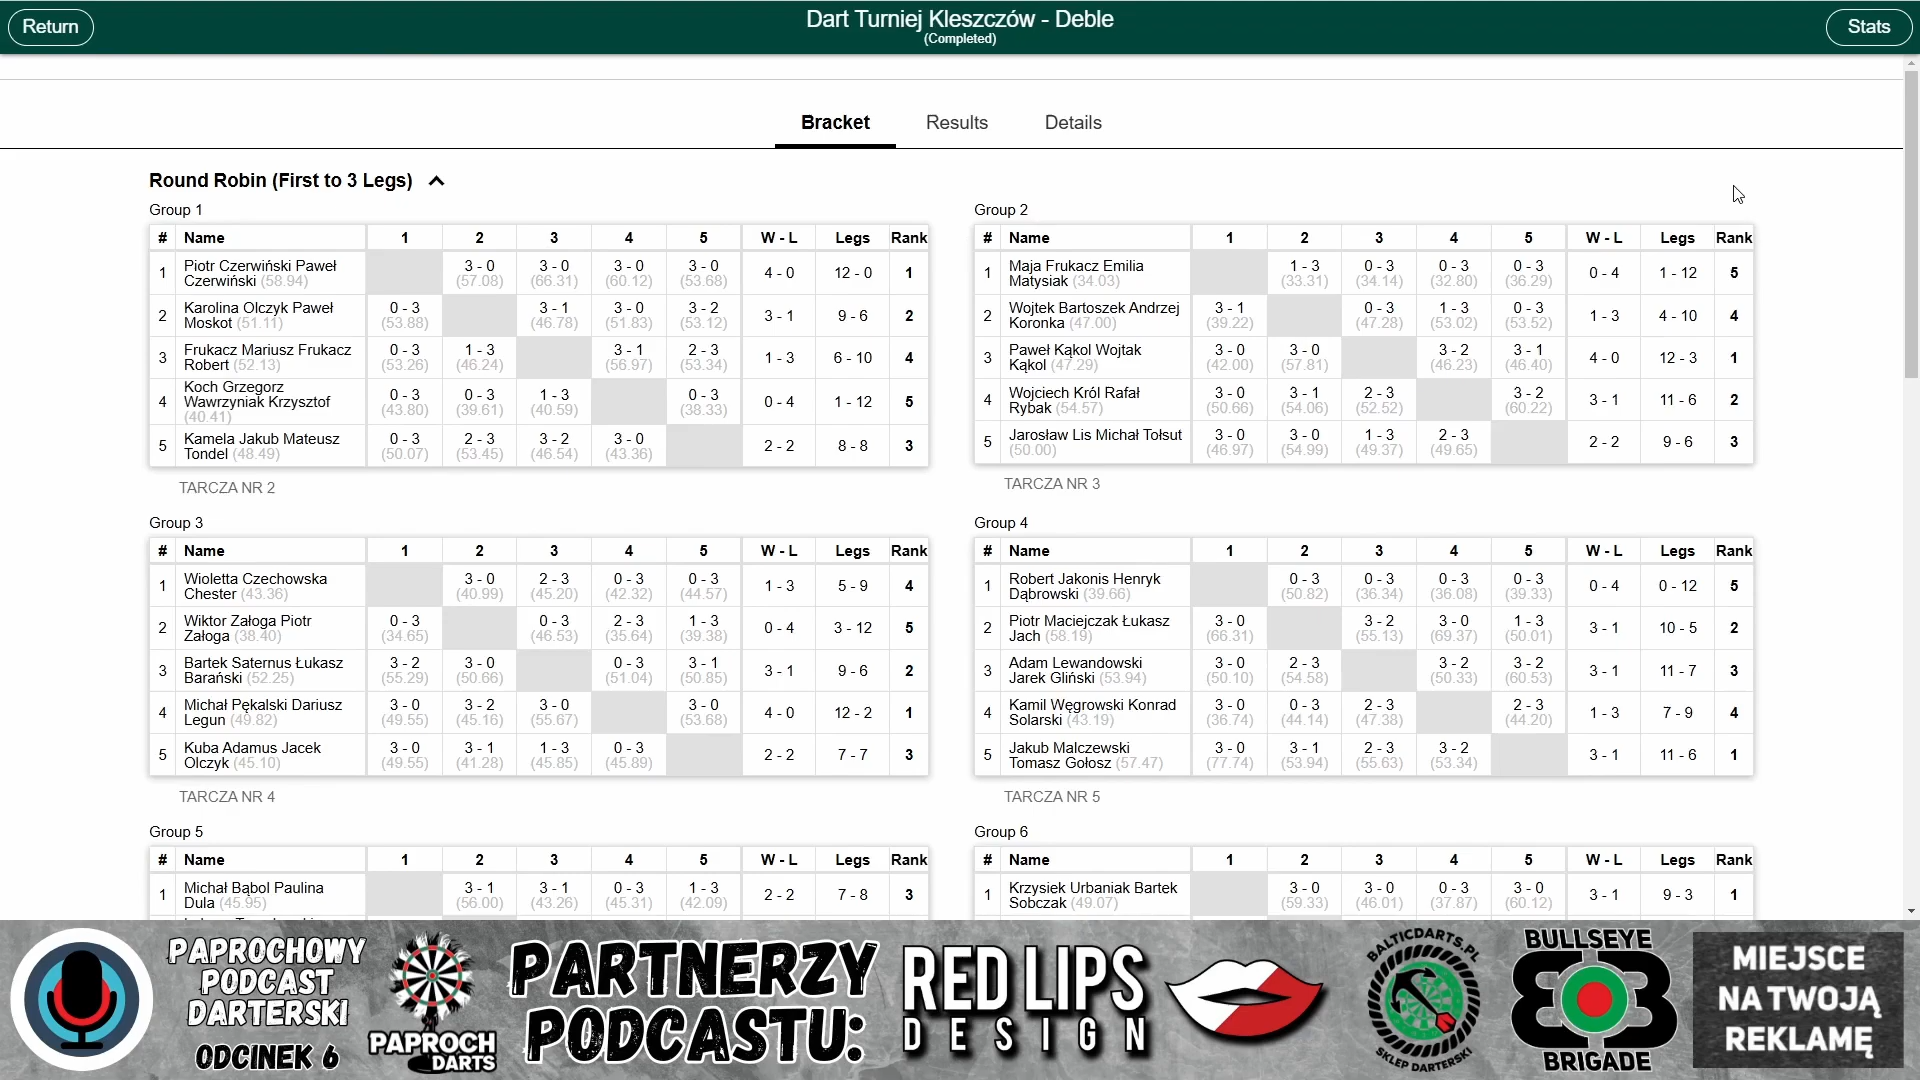 Return
Dart Turniej Kleszczów - Deble
(Completed)
Stats
Bracket Results Details
Round Robin (First to 3 Legs)
Group 1
# Name 1 2 3 4 5 W - L Legs Rank
1 Piotr Czerwiński Paweł Czerwiński (58.94) 3 - 0 (57.08) 3 - 0 (66.31) 3 - 0 (60.12) 3 - 0 (53.68) 4 - 0 12 - 0 1
2 Karolina Olczyk Paweł Moskot (51.11) 0 - 3 (53.88) 3 - 1 (46.78) 3 - 0 (51.83) 3 - 2 (53.12) 3 - 1 9 - 6 2
3 Frukacz Mariusz Frukacz Robert (52.13) 0 - 3 (53.26) 1 - 3 (46.24) 3 - 1 (56.97) 2 - 3 (53.34) 1 - 3 6 - 10 4
4 Koch Grzegorz Wawrzyniak Krzysztof (40.41) 0 - 3 (43.80) 0 - 3 (39.61) 1 - 3 (40.59) 0 - 3 (38.33) 0 - 4 1 - 12 5
5 Kamela Jakub Mateusz Tondel (48.49) 0 - 3 (50.07) 2 - 3 (53.45) 3 - 2 (46.54) 3 - 0 (43.36) 2 - 2 8 - 8 3
TARCZA NR 2
Group 2
# Name 1 2 3 4 5 W - L Legs Rank
1 Maja Frukacz Emilia Matysiak (34.03) 1 - 3 (33.31) 0 - 3 (34.14) 0 - 3 (32.80) 0 - 3 (36.29) 0 - 4 1 - 12 5
2 Wojtek Bartoszek Andrzej Koronka (47.00) 3 - 1 (39.22) 0 - 3 (47.28) 1 - 3 (53.02) 0 - 3 (53.52) 1 - 3 4 - 10 4
3 Paweł Kąkol Wojtak Kąkol (47.29) 3 - 0 (42.00) 3 - 0 (57.81) 3 - 2 (46.23) 3 - 1 (46.40) 4 - 0 12 - 3 1
4 Wojciech Król Rafał Rybak (54.57) 3 - 0 (50.66) 3 - 1 (54.06) 2 - 3 (52.52) 3 - 2 (60.22) 3 - 1 11 - 6 2
5 Jarosław Lis Michał Tołsut (50.00) 3 - 0 (46.97) 3 - 0 (54.99) 1 - 3 (49.37) 2 - 3 (49.65) 2 - 2 9 - 6 3
TARCZA NR 3
Group 3
# Name 1 2 3 4 5 W - L Legs Rank
1 Wioletta Czechowska Chester (43.36) 3 - 0 (40.99) 2 - 3 (45.20) 0 - 3 (42.32) 0 - 3 (44.57) 1 - 3 5 - 9 4
2 Wiktor Załoga Piotr Załoga (38.40) 0 - 3 (34.65) 0 - 3 (46.53) 2 - 3 (35.64) 1 - 3 (39.38) 0 - 4 3 - 12 5
3 Bartek Saternus Łukasz Barański (52.25) 3 - 2 (55.29) 3 - 0 (50.66) 0 - 3 (51.04) 3 - 1 (50.85) 3 - 1 9 - 6 2
4 Michał Pękalski Dariusz Legun (49.82) 3 - 0 (49.55) 3 - 2 (45.16) 3 - 0 (55.67) 3 - 0 (53.68) 4 - 0 12 - 2 1
5 Kuba Adamus Jacek Olczyk (45.10) 3 - 0 (49.55) 3 - 1 (41.28) 1 - 3 (45.85) 0 - 3 (45.89) 2 - 2 7 - 7 3
TARCZA NR 4
Group 4
# Name 1 2 3 4 5 W - L Legs Rank
1 Robert Jakonis Henryk Dąbrowski (39.66) 0 - 3 (50.82) 0 - 3 (36.34) 0 - 3 (36.08) 0 - 3 (39.33) 0 - 4 0 - 12 5
2 Piotr Maciejczak Łukasz Jach (58.19) 3 - 0 (66.31) 3 - 2 (55.13) 3 - 0 (69.37) 1 - 3 (50.01) 3 - 1 10 - 5 2
3 Adam Lewandowski Jarek Gliński (53.94) 3 - 0 (50.10) 2 - 3 (54.58) 3 - 2 (50.33) 3 - 2 (60.53) 3 - 1 11 - 7 3
4 Kamil Węgrowski Konrad Solarski (43.19) 3 - 0 (36.74) 0 - 3 (44.14) 2 - 3 (47.38) 2 - 3 (44.20) 1 - 3 7 - 9 4
5 Jakub Malczewski Tomasz Gołosz (57.47) 3 - 0 (77.74) 3 - 1 (53.94) 2 - 3 (55.63) 3 - 2 (53.34) 3 - 1 11 - 6 1
TARCZA NR 5
Group 5
# Name 1 2 3 4 5 W - L Legs Rank
1 Michał Bąbol Paulina Dula (45.95) 3 - 1 (56.00) 3 - 1 (43.26) 0 - 3 (45.31) 1 - 3 (42.09) 2 - 2 7 - 8 3
Group 6
# Name 1 2 3 4 5 W - L Legs Rank
1 Krzysiek Urbaniak Bartek Sobczak (49.07) 3 - 0 (59.33) 3 - 0 (46.01) 0 - 3 (37.87) 3 - 0 (60.12) 3 - 1 9 - 3 1
PAPROCHOWY
PODCAST
DARTERSKI
ODCINEK 6
PAPROCH
DARTS
PARTNERZY
PODCASTU:
RED LIPS
DESIGN
BALTICDARTS.PL
SKLEP DARTERSKI
BULLSEYE
BRIGADE
MIEJSCE
NA TWOJĄ
REKLAMĘ